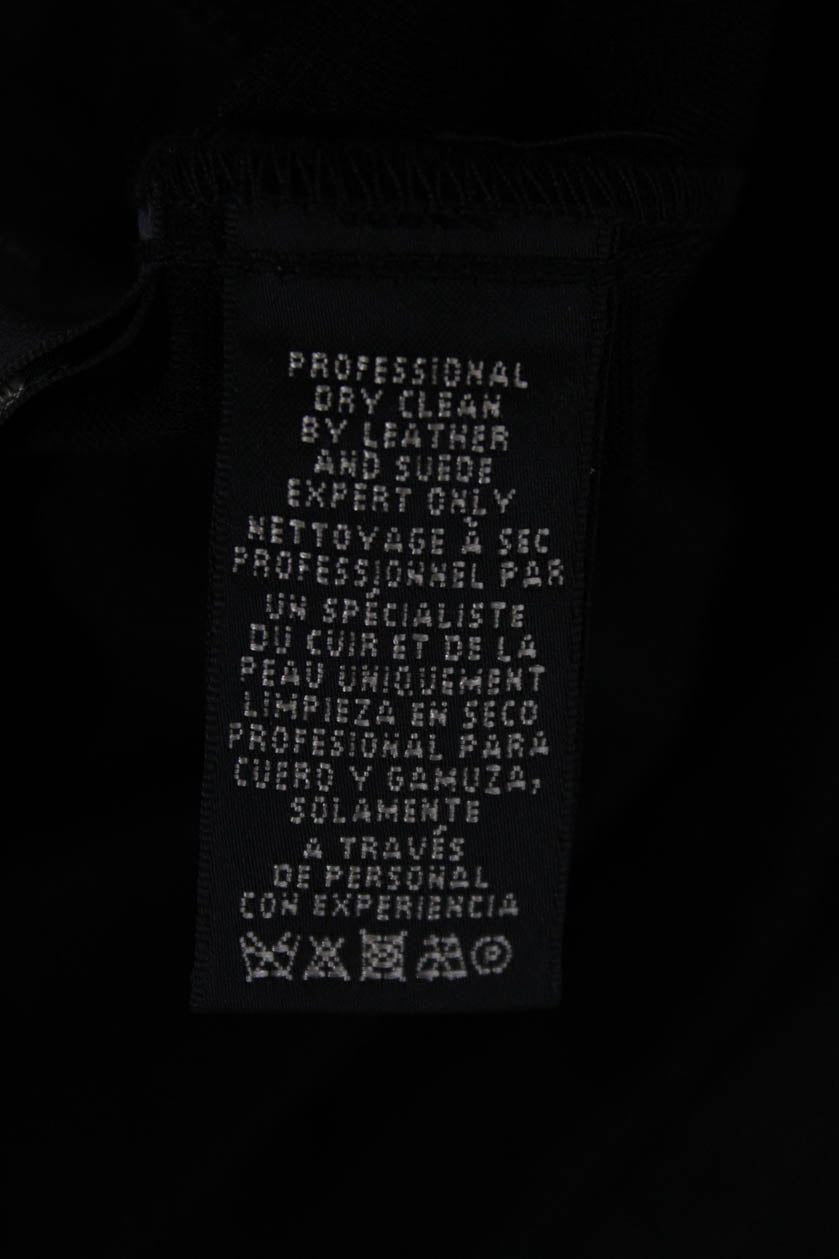 PROFESSIONAL
DRY CLEAN
BY LEATHER
AND SUEDE
EXPERT ONLY
NETTOYAGE À SEC
PROFESSIONNEL PAR
UN SPÉCIALISTE
DU CUIR ET DE LA
PEAU UNIQUEMENT
LIMPIEZA EN SECO
PROFESIONAL PARA
CUERO Y GAMUZA,
SOLAMENTE
A TRAVÉS
DE PERSONAL
CON EXPERIENCIA
P